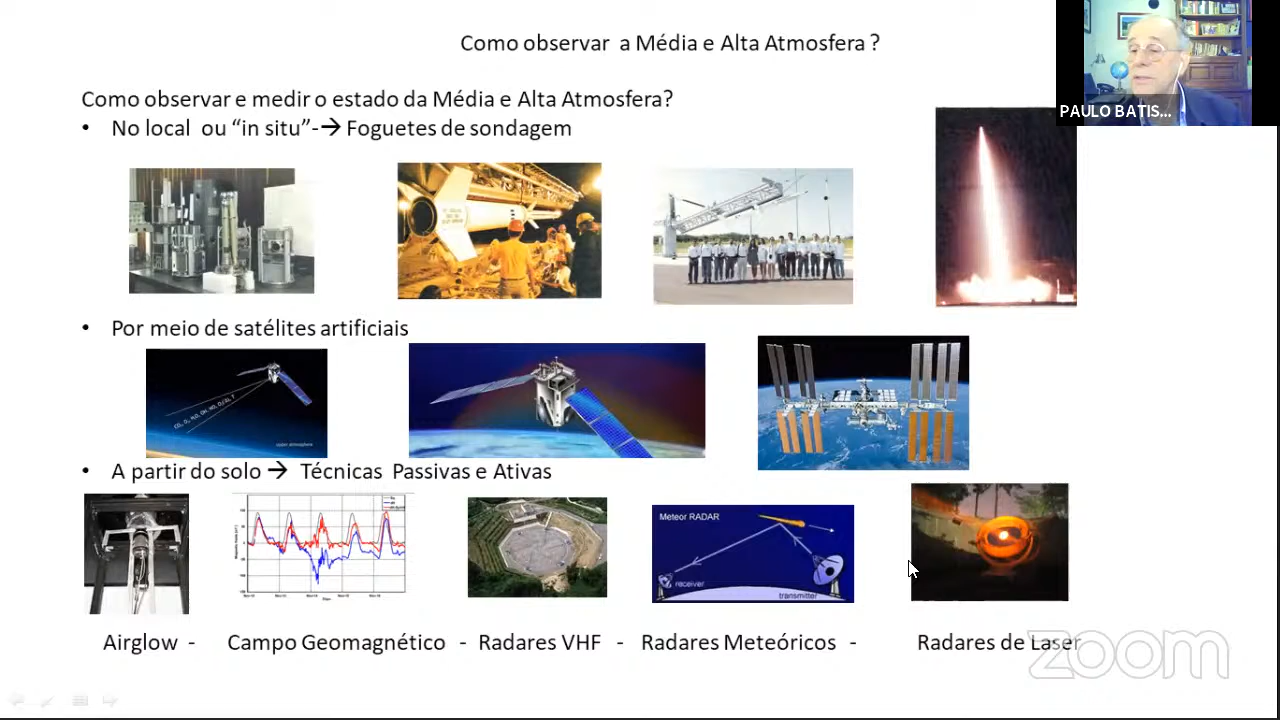 Como observar a Média e Alta Atmosfera ?
PAULO BATIS...
Como observar e medir o estado da Média e Alta Atmosfera?
• No local ou “in situ”-→ Foguetes de sondagem
• Por meio de satélites artificiais
upper atmosphere
• A partir do solo → Técnicas Passivas e Ativas
Meteor RADAR
receiver
transmitter
Airglow - Campo Geomagnético - Radares VHF - Radares Meteóricos - Radares de Laser
zoom